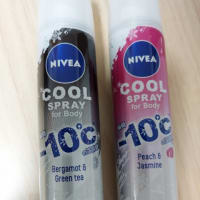 NIVEA
COOL
SPRAY
for Body
-10°C
Bergamot &
Green tea
NIVEA
COOL
SPRAY
for Body
-10°C
Peach &
Jasmine